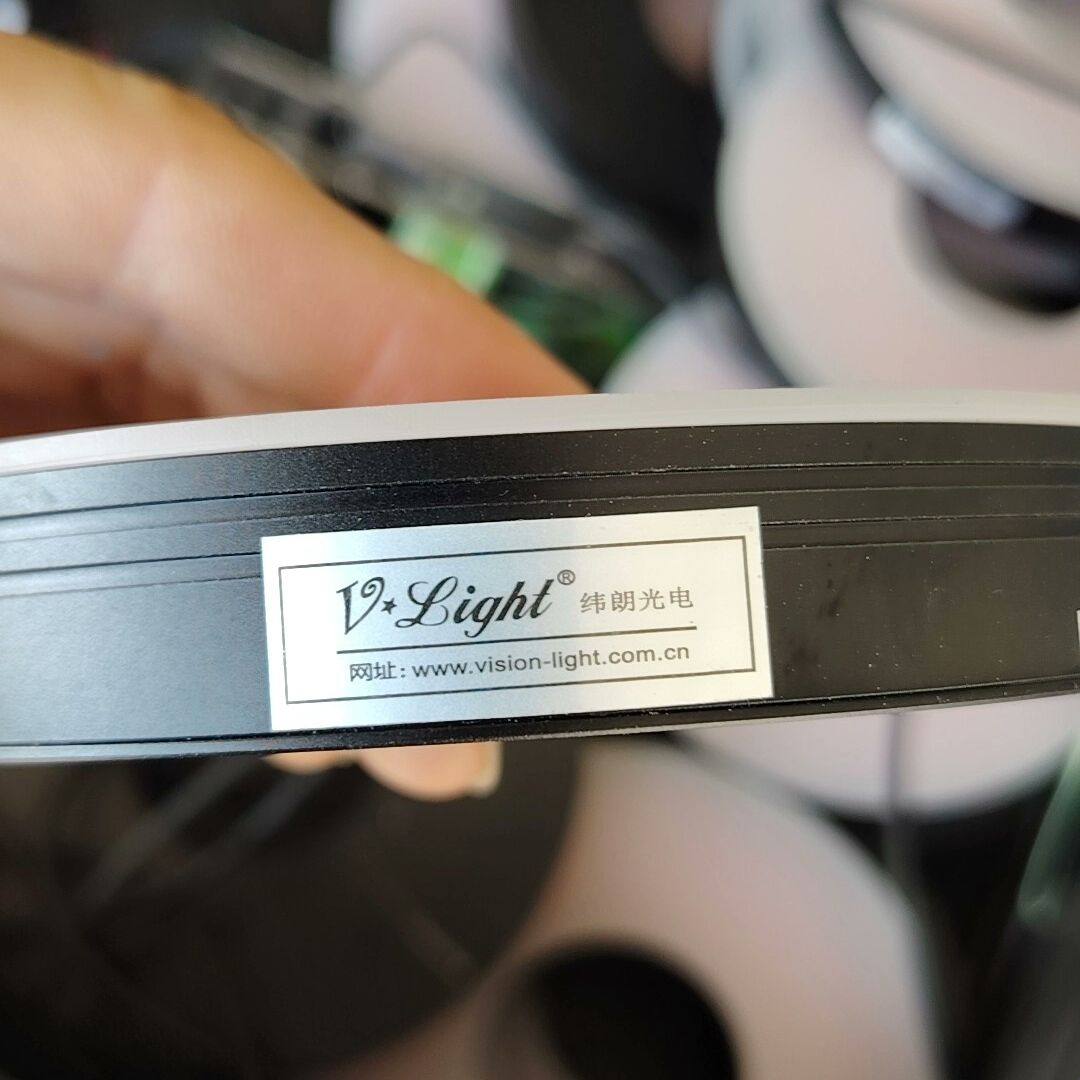 V★Light® 纬朗光电
网址: www.vision-light.com.cn